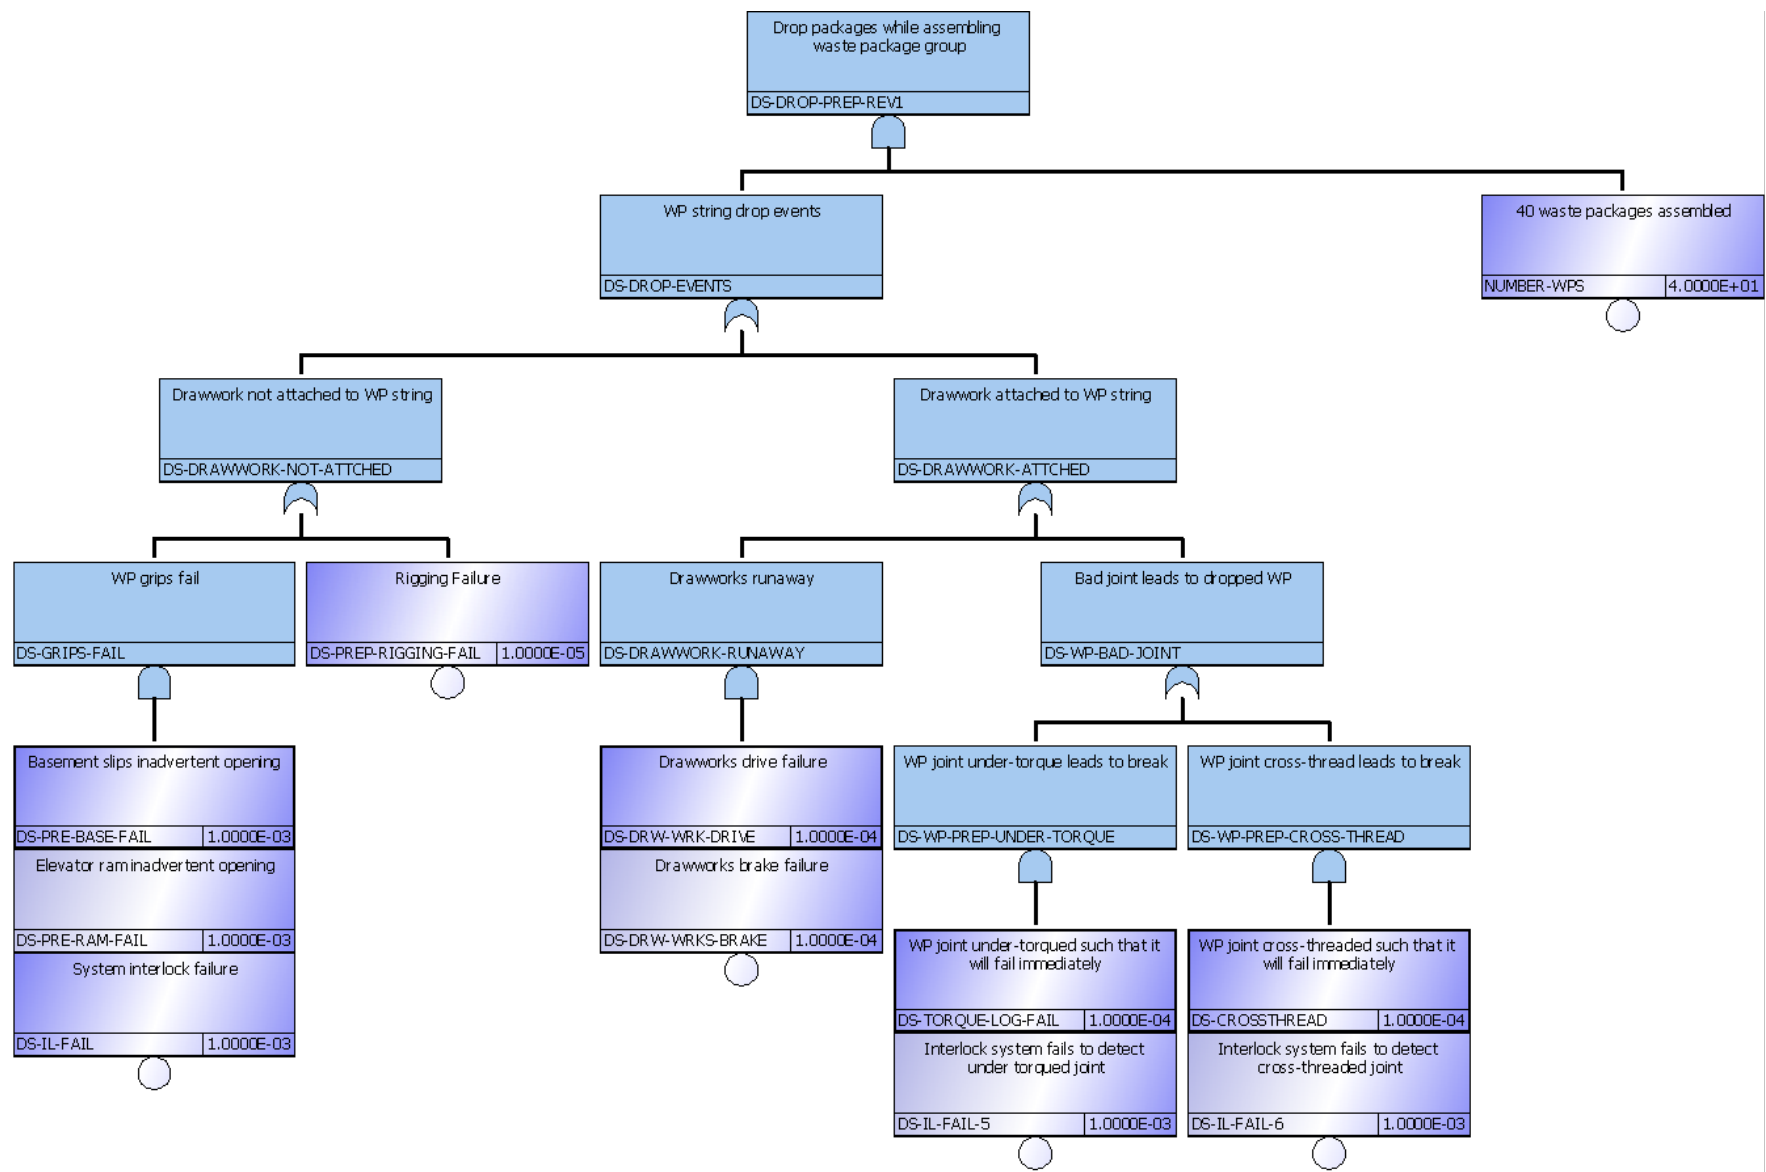 Drop packages while assembling
waste package group
DS-DROP-PREP-REV1
WP string drop events
DS-DROP-EVENTS
40 waste packages assembled
NUMBER-WPS 4.0000E+01
Drawwork not attached to WP string
DS-DRAWWORK-NOT-ATTCHED
Drawwork attached to WP string
DS-DRAWWORK-ATTCHED
WP grips fail
DS-GRIPS-FAIL
Rigging Failure
DS-PREP-RIGGING-FAIL 1.0000E-05
Drawworks runaway
DS-DRAWWORK-RUNAWAY
Bad joint leads to dropped WP
DS-WP-BAD-JOINT
Basement slips inadvertent opening
DS-PRE-BASE-FAIL 1.0000E-03
Elevator ram inadvertent opening
DS-PRE-RAM-FAIL 1.0000E-03
System interlock failure
DS-IL-FAIL 1.0000E-03
Drawworks drive failure
DS-DRW-WRK-DRIVE 1.0000E-04
Drawworks brake failure
DS-DRW-WRKS-BRAKE 1.0000E-04
WP joint under-torque leads to break
DS-WP-PREP-UNDER-TORQUE
WP joint cross-thread leads to break
DS-WP-PREP-CROSS-THREAD
WP joint under-torqued such that it
will fail immediately
DS-TORQUE-LOG-FAIL 1.0000E-04
Interlock system fails to detect
under torqued joint
DS-IL-FAIL-5 1.0000E-03
WP joint cross-threaded such that it
will fail immediately
DS-CROSSTHREAD 1.0000E-04
Interlock system fails to detect
cross-threaded joint
DS-IL-FAIL-6 1.0000E-03